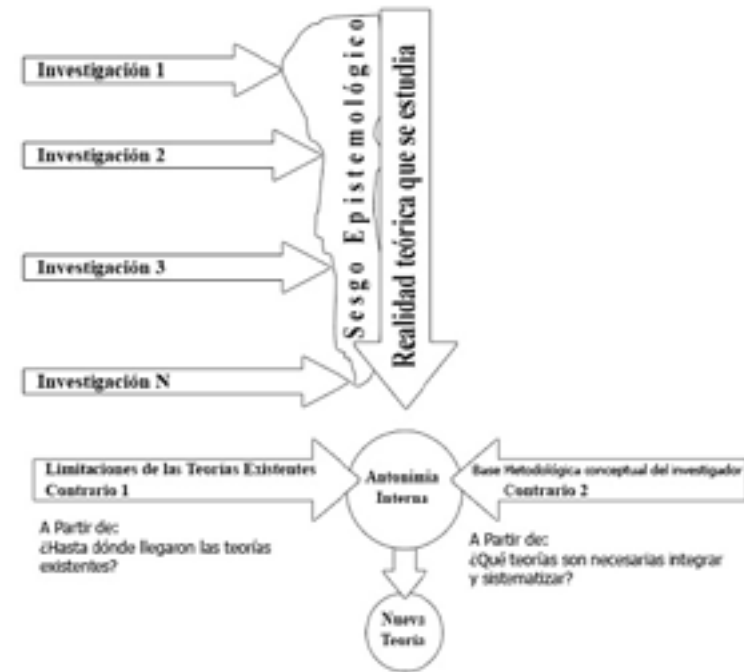 Investigación 1
Investigación 2
Investigación 3
Investigación N
Sesgo Epistemológico
Realidad teórica que se estudia
Limitaciones de las Teorías Existentes
Contrario 1
Antonimia
Interna
Base Metodológica conceptual del investigador
Contrario 2
A Partir de:
¿Hasta dónde llegaron las teorías
existentes?
A Partir de:
¿Qué teorías son necesarias integrar
y sistematizar?
Nueva
Teoría